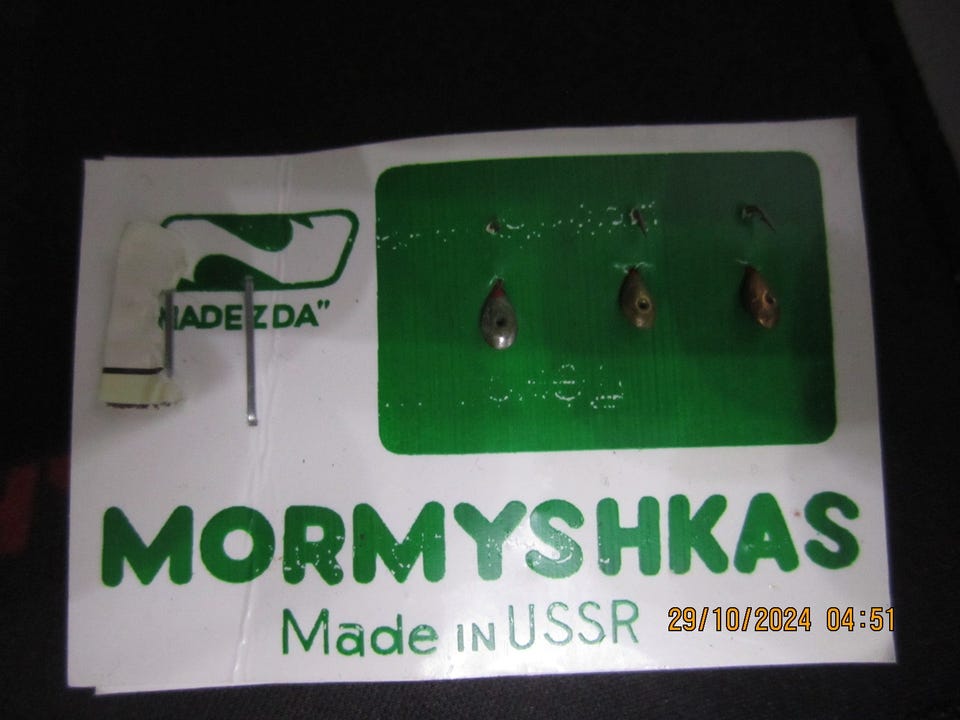 NADEZDA"
MORMYSHKAS
Made IN USSR
29/10/2024 04:51